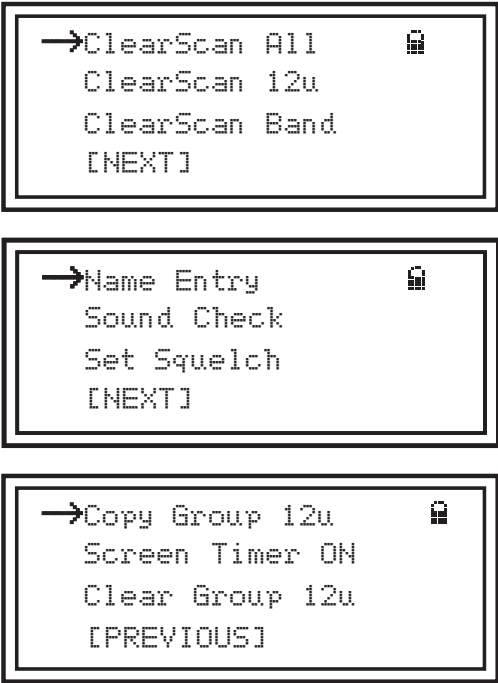 →ClearScan All
ClearScan 12u
ClearScan Band
[NEXT]
→Name Entry
Sound Check
Set Squelch
[NEXT]
→Copy Group 12u
Screen Timer ON
Clear Group 12u
[PREVIOUS]